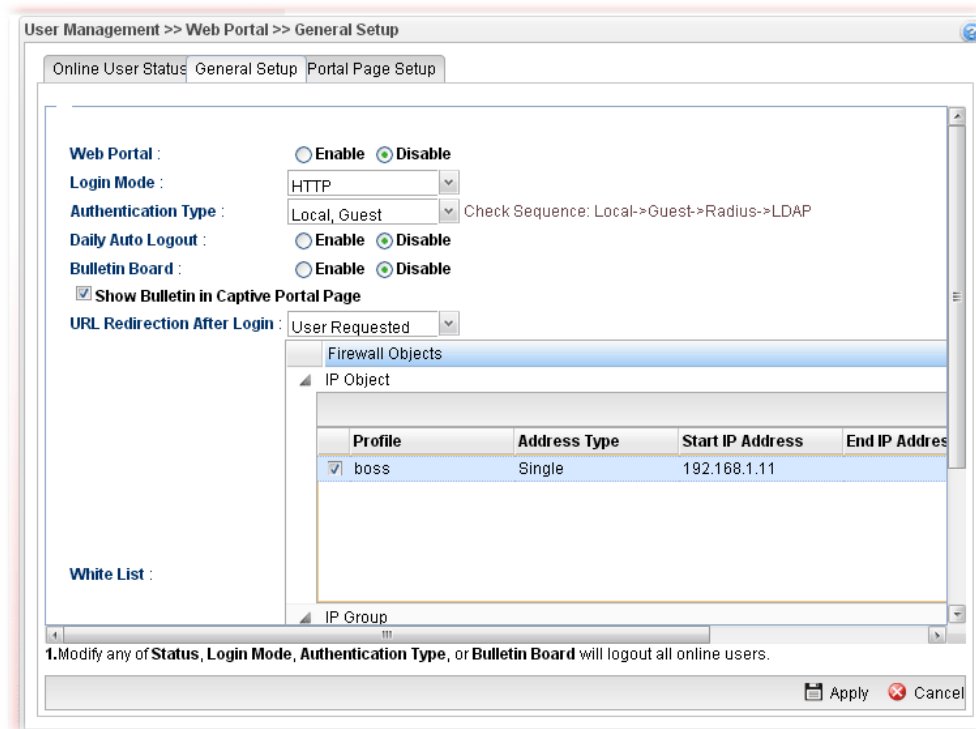 User Management >> Web Portal >> General Setup
Online User Status General Setup Portal Page Setup
Web Portal : Enable Disable
Login Mode : HTTP
Authentication Type : Local, Guest Check Sequence: Local->Guest->Radius->LDAP
Daily Auto Logout : Enable Disable
Bulletin Board : Enable Disable
Show Bulletin in Captive Portal Page
URL Redirection After Login : User Requested
Firewall Objects
IP Object
Profile Address Type Start IP Address End IP Addres
boss Single 192.168.1.11
White List :
IP Group
1.Modify any of Status, Login Mode, Authentication Type, or Bulletin Board will logout all online users.
Apply Cancel